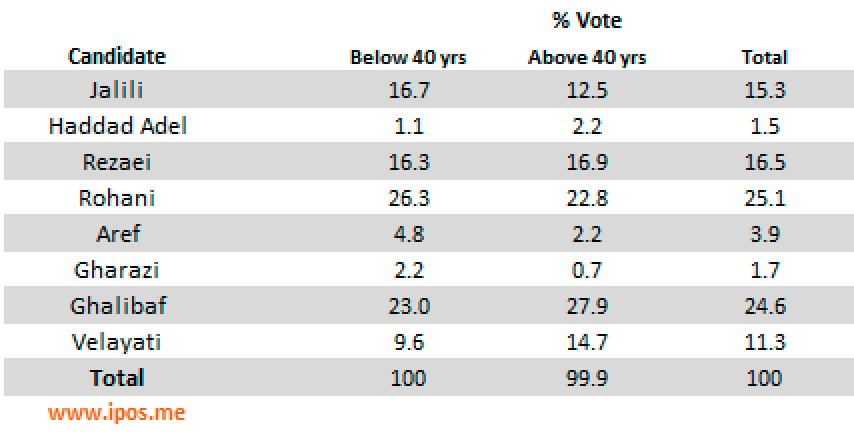 % Vote
Candidate Below 40 yrs Above 40 yrs Total
Jalili 16.7 12.5 15.3
Haddad Adel 1.1 2.2 1.5
Rezaei 16.3 16.9 16.5
Rohani 26.3 22.8 25.1
Aref 4.8 2.2 3.9
Gharazi 2.2 0.7 1.7
Ghalibaf 23.0 27.9 24.6
Velayati 9.6 14.7 11.3
Total 100 99.9 100
www.ipos.me